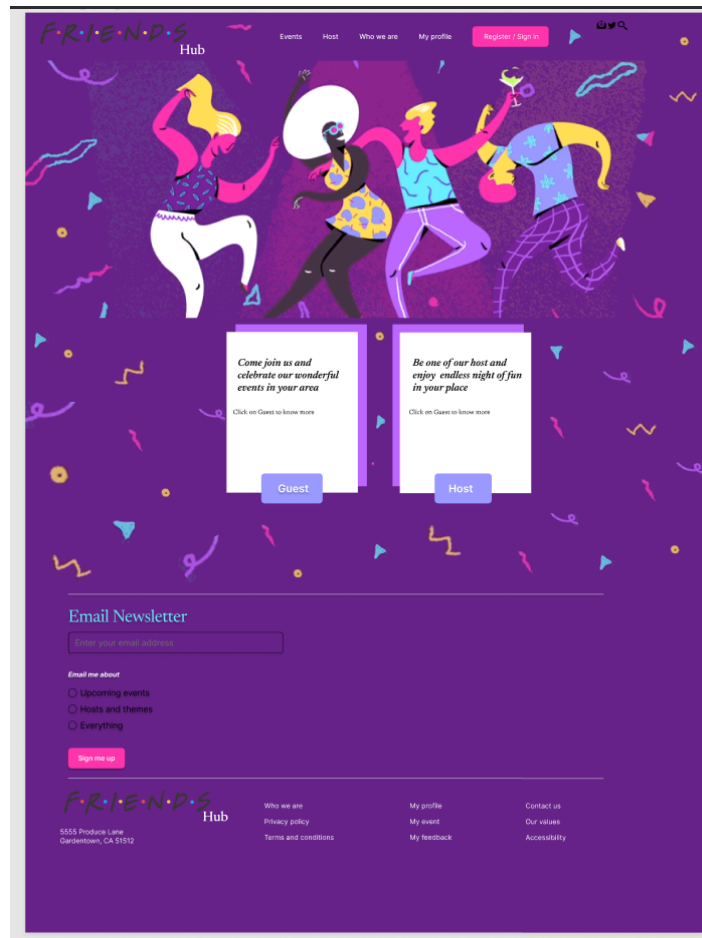 F·R·I·E·N·D·S
Hub
Events Host Who we are My profile Register / Sign in
Come join us and
celebrate our wonderful
events in your area
Click on Guest to know more
Guest
Be one of our host and
enjoy endless night of fun
in your place
Click on Guest to know more
Host
Email Newsletter
Enter your email address
Email me about
Upcoming events
Hosts and themes
Everything
Sign me up
F·R·I·E·N·D·S
Hub
5555 Produce Lane
Gardentown, CA 51512
Who we are
Privacy policy
Terms and conditions
My profile
My event
My feedback
Contact us
Our values
Accessibility